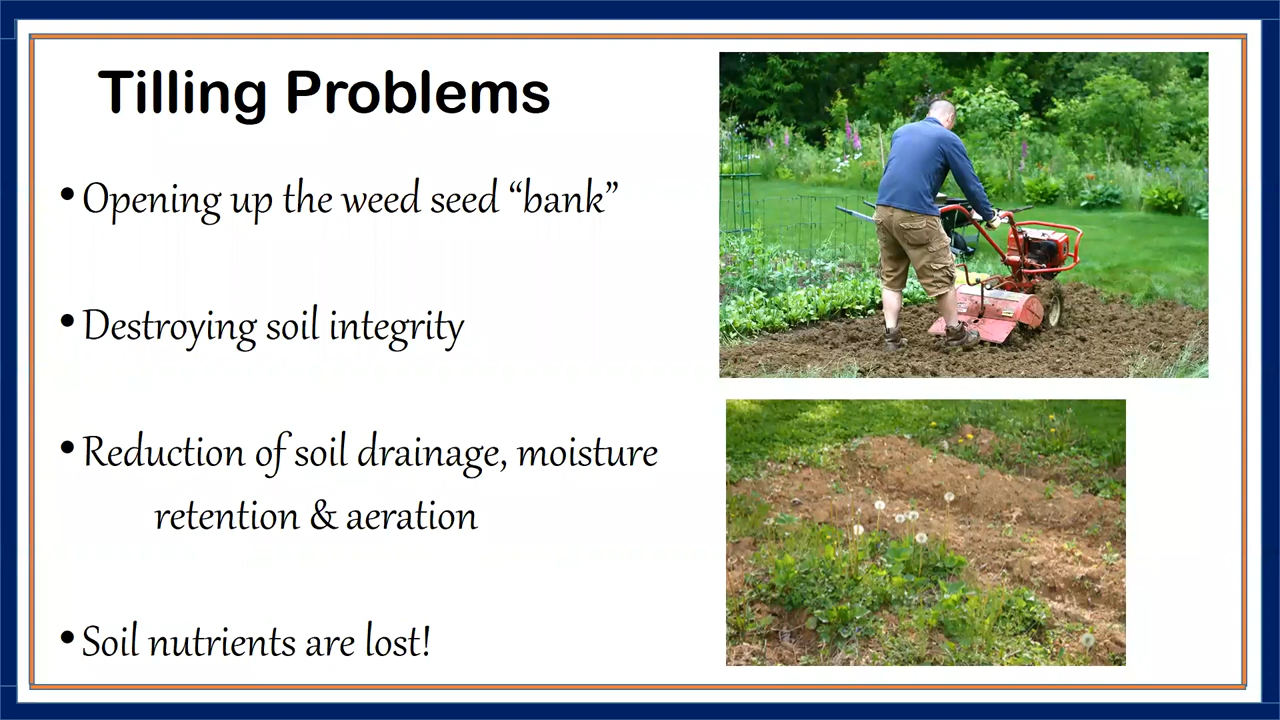 Tilling Problems
• Opening up the weed seed “bank”
• Destroying soil integrity
• Reduction of soil drainage, moisture
retention & aeration
• Soil nutrients are lost!